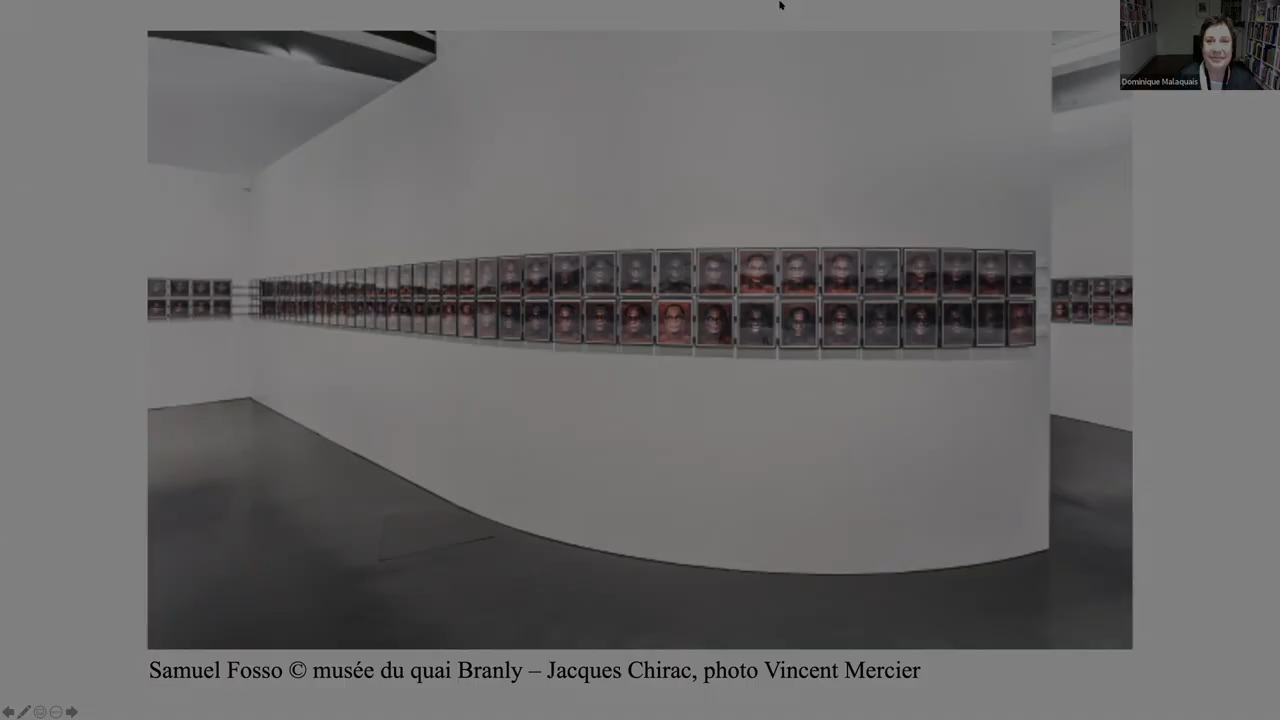 Dominique Malaquais
Samuel Fosso © musée du quai Branly – Jacques Chirac, photo Vincent Mercier